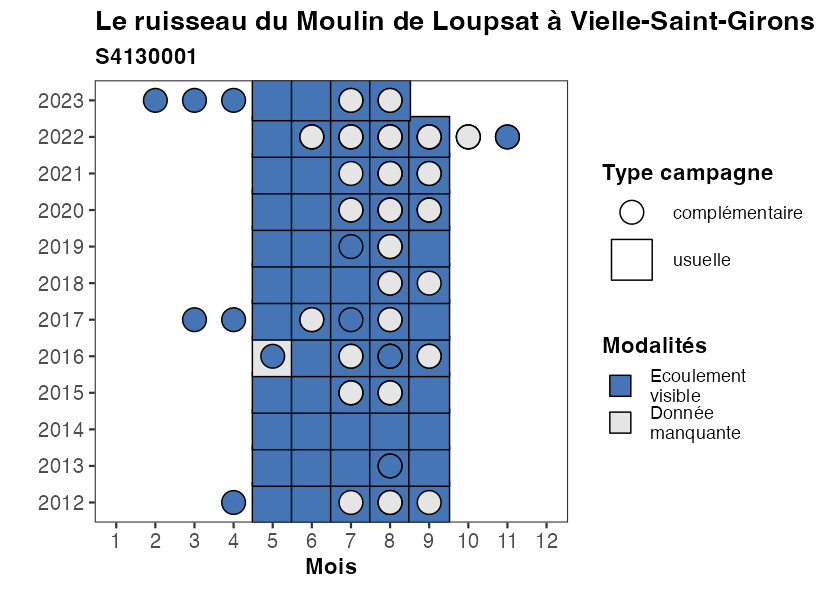 Le ruisseau du Moulin de Loupsat à Vielle-Saint-Girons
S4130001
2023
2022
2021
2020
2019
2018
2017
2016
2015
2014
2013
2012
1 2 3 4 5 6 7 8 9 10 11 12
Mois
Type campagne
complémentaire
usuelle
Modalités
Ecoulement
visible
Donnée
manquante